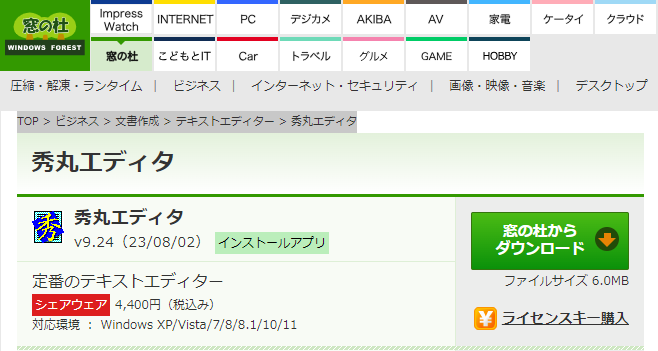 窓の杜
WINDOWS FOREST
Impress Watch INTERNET PC デジカメ AKIBA AV 家電 ケータイ クラウド
窓の杜 こどもとIT Car トラベル グルメ GAME HOBBY
圧縮・解凍・ランタイム | ビジネス | インターネット・セキュリティ | 画像・映像・音楽 | デスクトップ
TOP > ビジネス > 文書作成 > テキストエディター > 秀丸エディタ
秀丸エディタ
秀
秀丸エディタ
v9.24（23/08/02） インストールアプリ
窓の杜から
ダウンロード
ファイルサイズ 6.0MB
定番のテキストエディター
シェアウェア 4,400円（税込み）
対応環境 ： Windows XP/Vista/7/8/8.1/10/11
¥ ライセンスキー購入